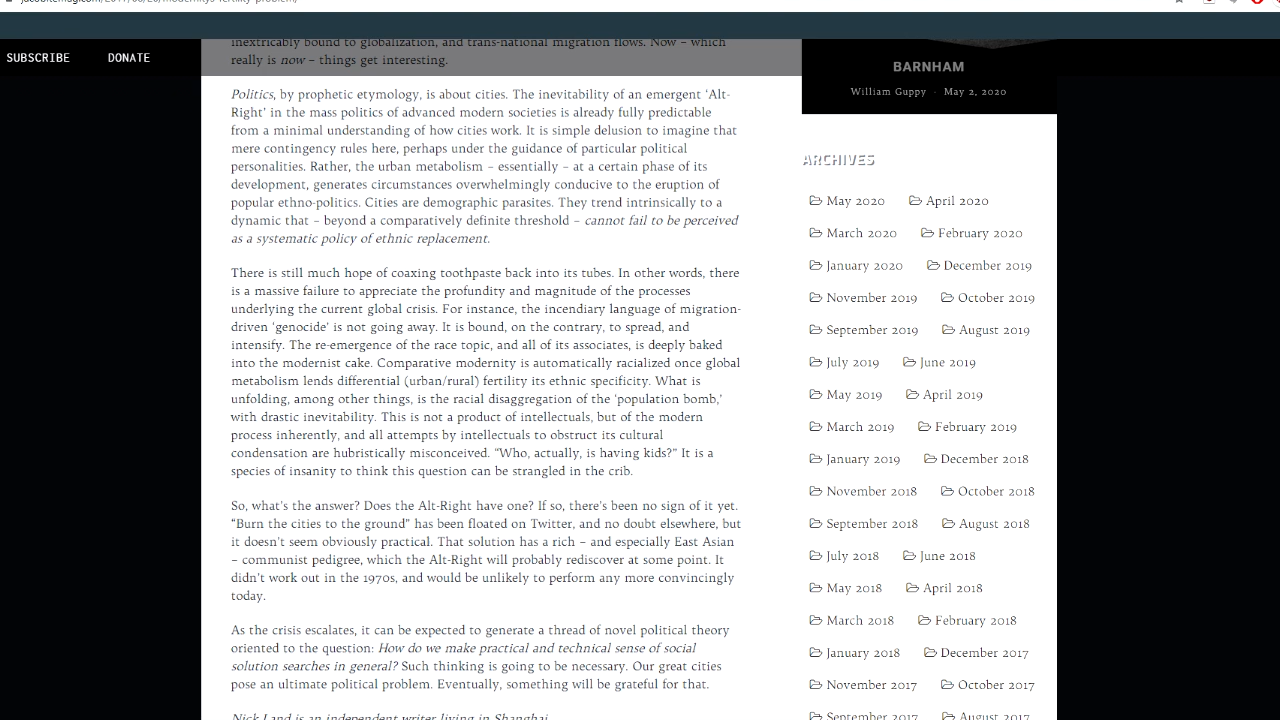 SUBSCRIBE
DONATE
inextricably bound to globalization, and trans-national migration flows. Now – which
really is now – things get interesting.
Politics, by prophetic etymology, is about cities. The inevitability of an emergent ‘Alt-
Right’ in the mass politics of advanced modern societies is already fully predictable
from a minimal understanding of how cities work. It is simple delusion to imagine that
mere contingency rules here, perhaps under the guidance of particular political
personalities. Rather, the urban metabolism – essentially – at a certain phase of its
development, generates circumstances overwhelmingly conducive to the eruption of
popular ethno-politics. Cities are demographic parasites. They trend intrinsically to a
dynamic that – beyond a comparatively definite threshold – cannot fail to be perceived
as a systematic policy of ethnic replacement.
There is still much hope of coaxing toothpaste back into its tubes. In other words, there
is a massive failure to appreciate the profundity and magnitude of the processes
underlying the current global crisis. For instance, the incendiary language of migration-
driven ‘genocide’ is not going away. It is bound, on the contrary, to spread, and
intensify. The re-emergence of the race topic, and all of its associates, is deeply baked
into the modernist cake. Comparative modernity is automatically racialized once global
metabolism lends differential (urban/rural) fertility its ethnic specificity. What is
unfolding, among other things, is the racial disaggregation of the ‘population bomb,’
with drastic inevitability. This is not a product of intellectuals, but of the modern
process inherently, and all attempts by intellectuals to obstruct its cultural
condensation are hubristically misconceived. “Who, actually, is having kids?” It is a
species of insanity to think this question can be strangled in the crib.
So, what’s the answer? Does the Alt-Right have one? If so, there’s been no sign of it yet.
“Burn the cities to the ground” has been floated on Twitter, and no doubt elsewhere, but
it doesn’t seem obviously practical. That solution has a rich – and especially East Asian
– communist pedigree, which the Alt-Right will probably rediscover at some point. It
didn’t work out in the 1970s, and would be unlikely to perform any more convincingly
today.
As the crisis escalates, it can be expected to generate a thread of novel political theory
oriented to the question: How do we make practical and technical sense of social
solution searches in general? Such thinking is going to be necessary. Our great cities
pose an ultimate political problem. Eventually, something will be grateful for that.
Nick Land is an independent writer living in Shanghai
BARNHAM
William Guppy · May 2, 2020
ARCHIVES
May 2020 April 2020
March 2020 February 2020
January 2020 December 2019
November 2019 October 2019
September 2019 August 2019
July 2019 June 2019
May 2019 April 2019
March 2019 February 2019
January 2019 December 2018
November 2018 October 2018
September 2018 August 2018
July 2018 June 2018
May 2018 April 2018
March 2018 February 2018
January 2018 December 2017
November 2017 October 2017
September 2017 August 2017